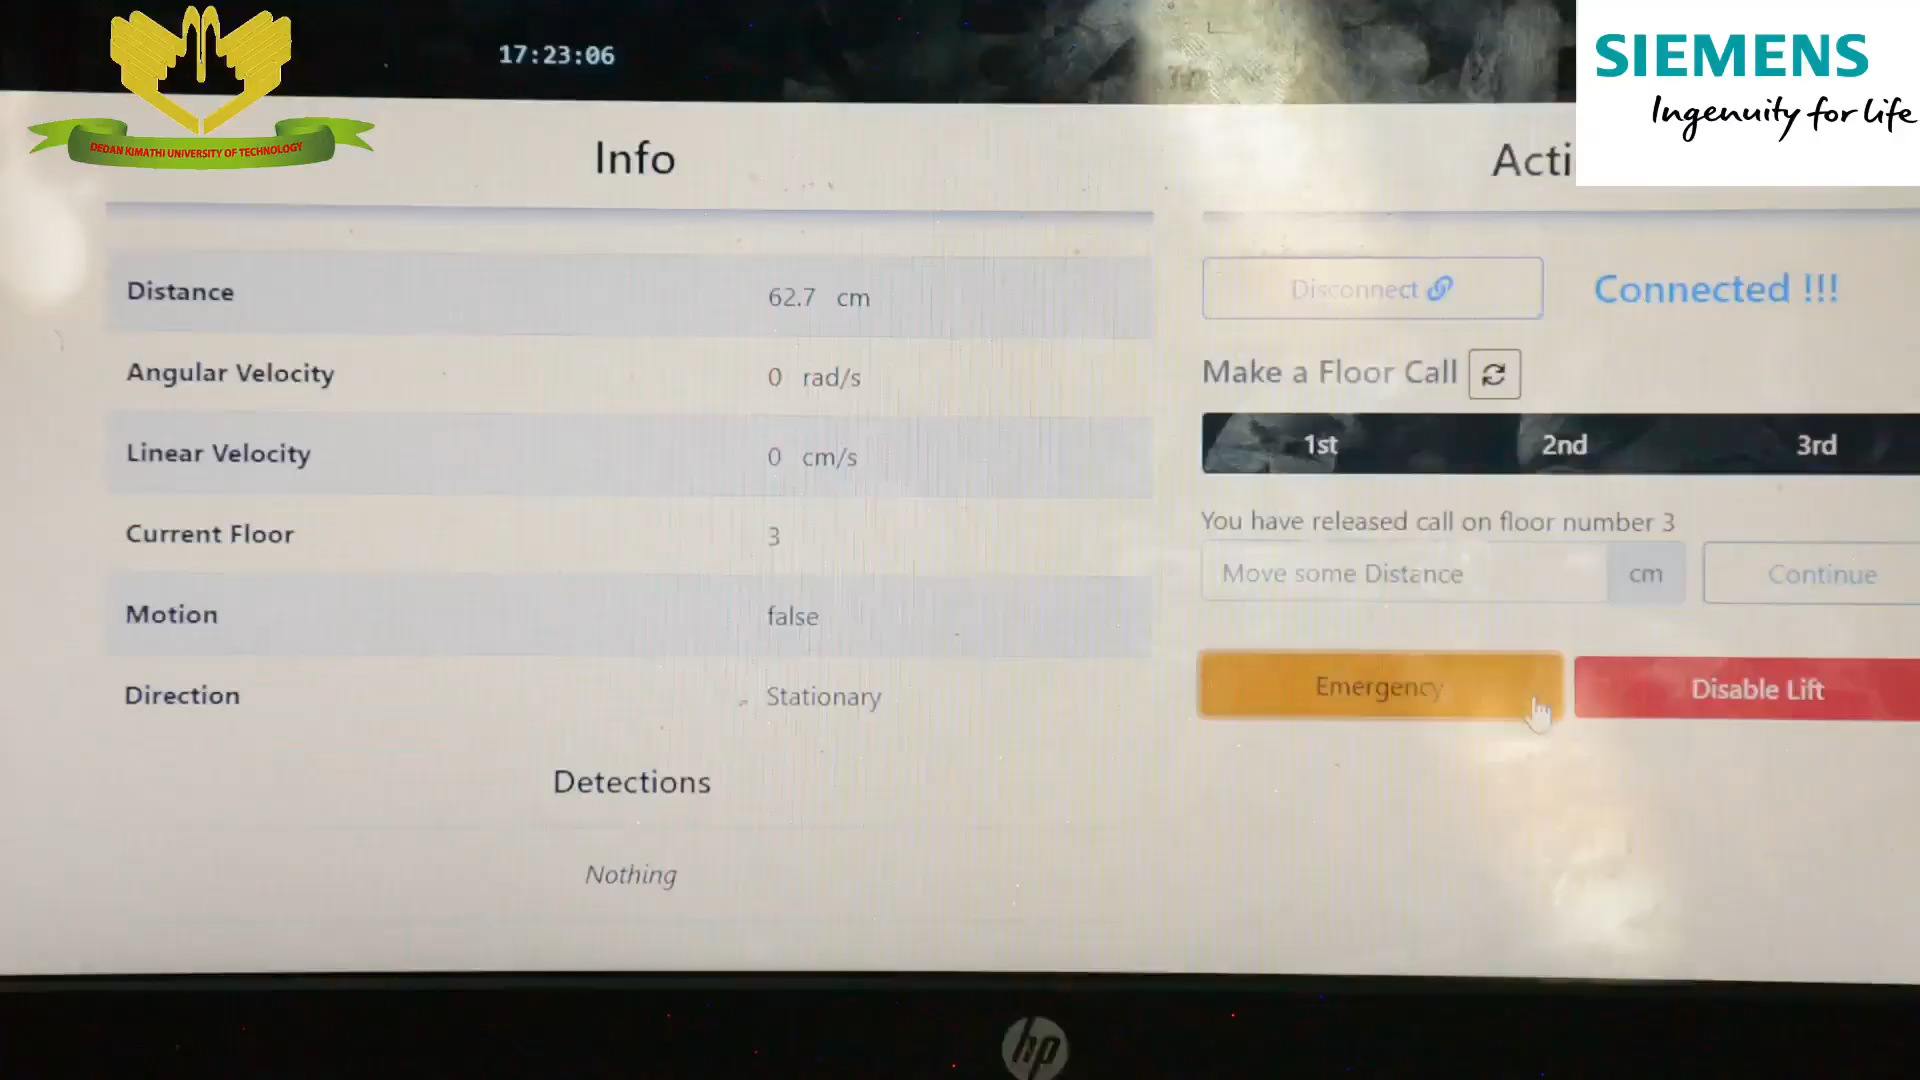 17:23:06
DEDAN KIMATHI UNIVERSITY OF TECHNOLOGY
SIEMENS
Ingenuity for life
Info
Acti
Distance 62.7 cm
Angular Velocity 0 rad/s
Linear Velocity 0 cm/s
Current Floor 3
Motion false
Direction Stationary
Detections
Nothing
Disconnect Connected !!!
Make a Floor Call
1st 2nd 3rd
You have released call on floor number 3
Move some Distance cm Continue
Emergency Disable Lift
hp